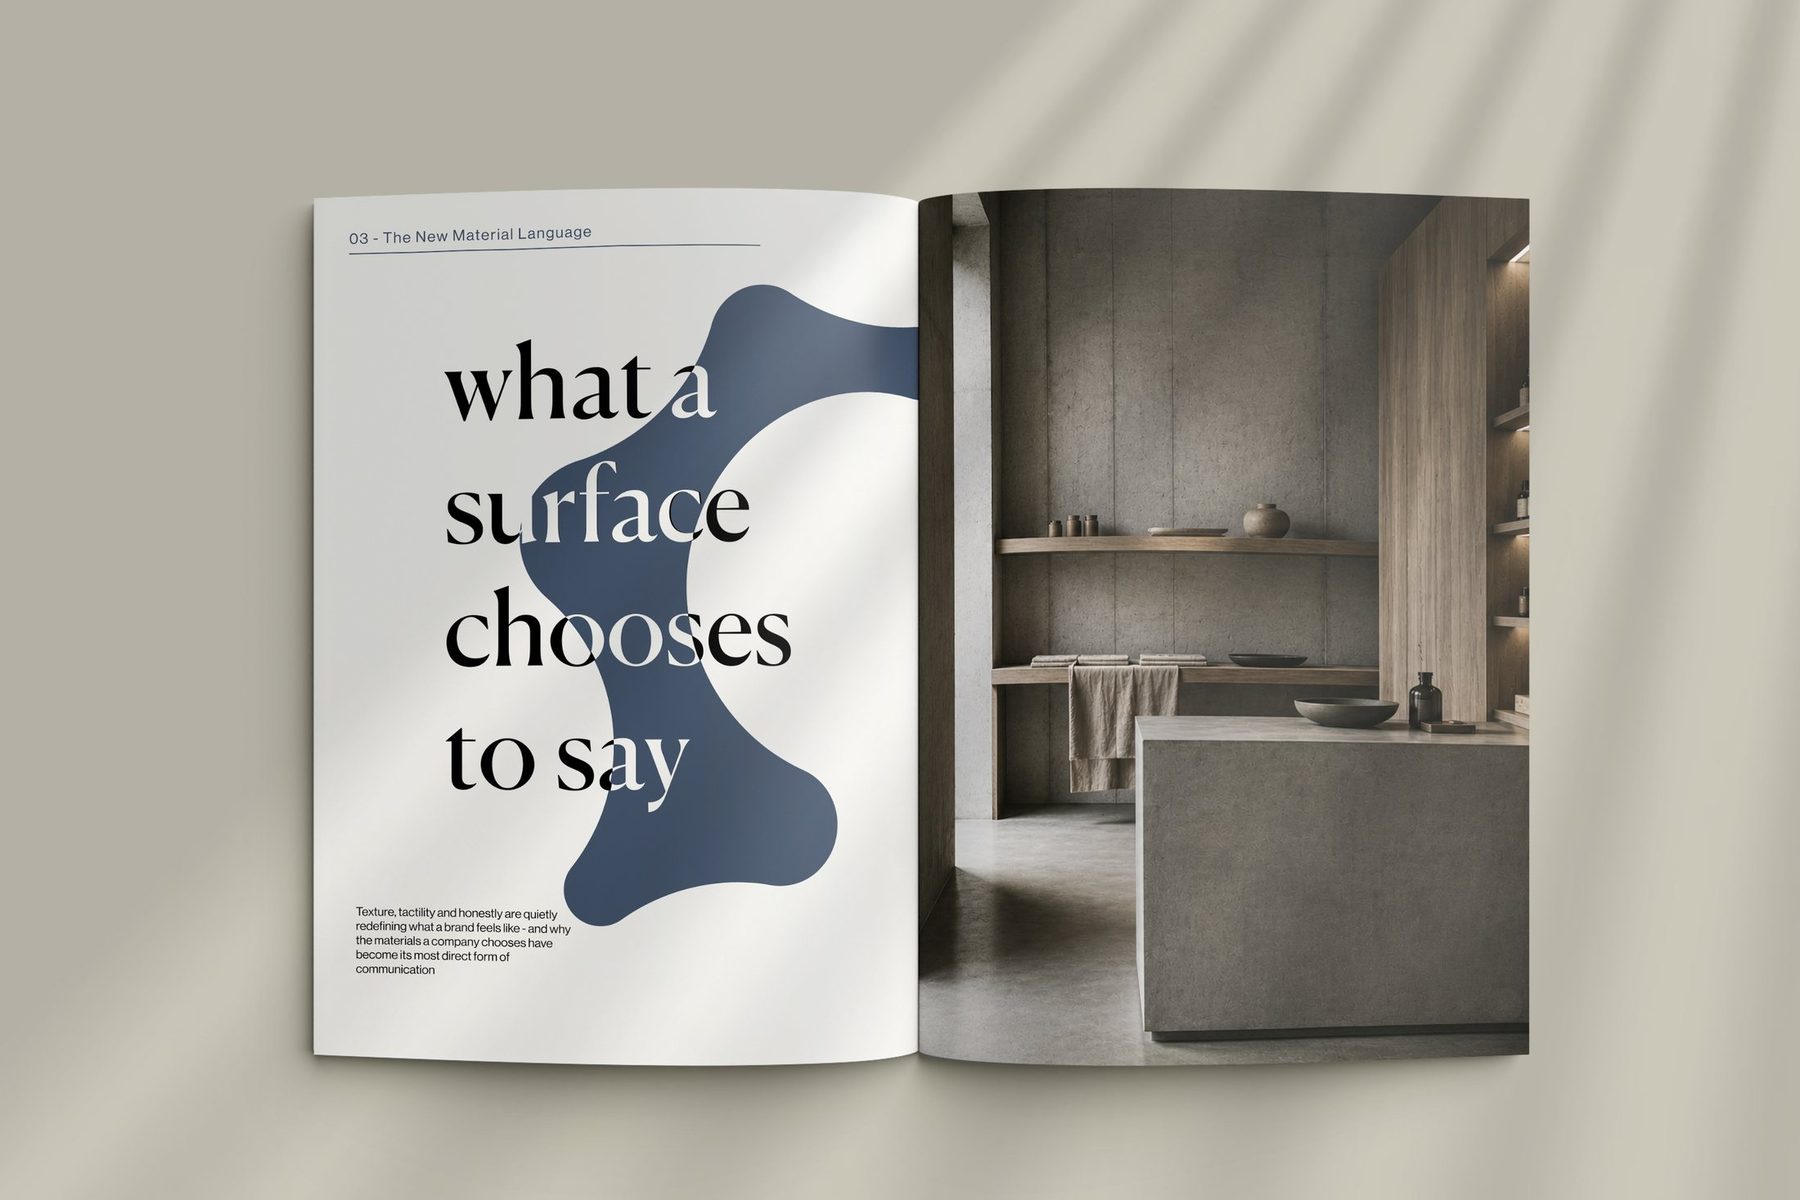 03 - The New Material Language
what a
surface
chooses
to say
Texture, tactility and honestly are quietly
redefining what a brand feels like - and why
the materials a company chooses have
become its most direct form of
communication